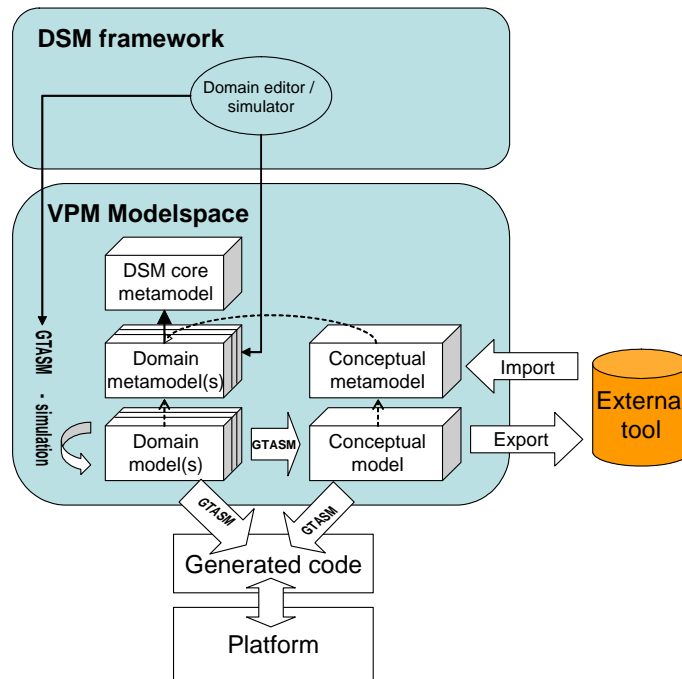 DSM framework
Domain editor /
simulator
VPM Modelspace
DSM core
metamodel
GTASM - simulation
Domain
metamodel(s)
Conceptual
metamodel
Import
Externa
tool
Domain
model(s)
GTASM
Conceptual
model
Export
GTASM
GTASM
Generated code
Platform